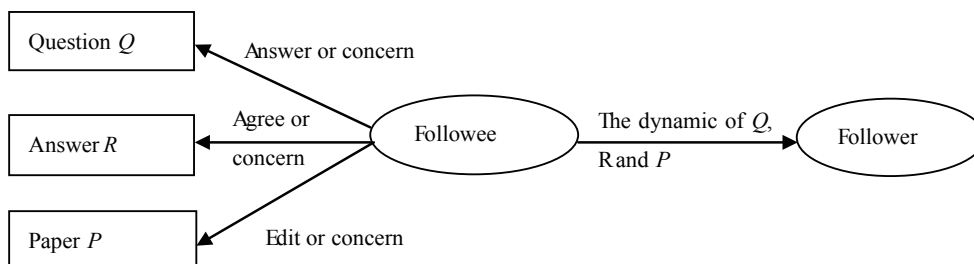 Question Q
Answer or concern
Answer R
Agree or
concern
Followee
The dynamic of Q,
R and P
Follower
Paper P
Edit or concern